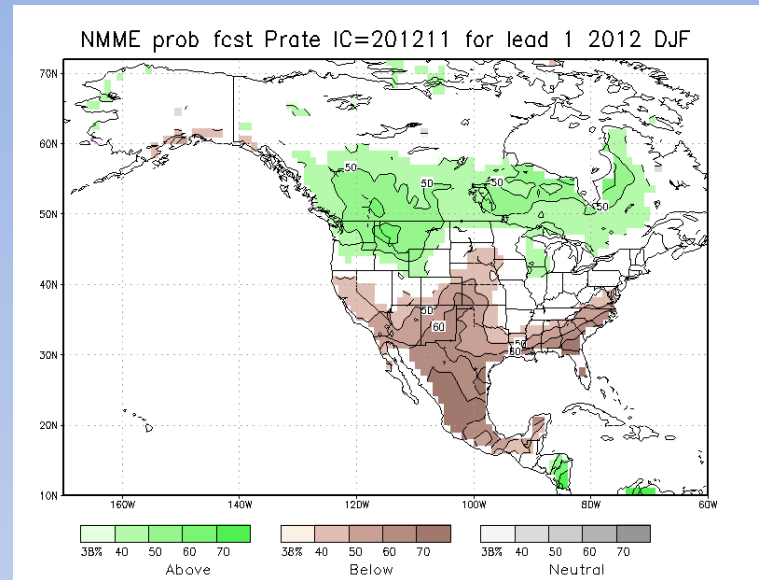 NMME prob fcst Prate IC=201211 for lead 1 2012 DJF
70N
60N
50N
40N
30N
20N
10N
50
50
50
50
50
60
50
60
160W 140W 120W 100W 80W 60W
38% 40 50 60 70 38% 40 50 60 70 38% 40 50 60 70
Above Below Neutral